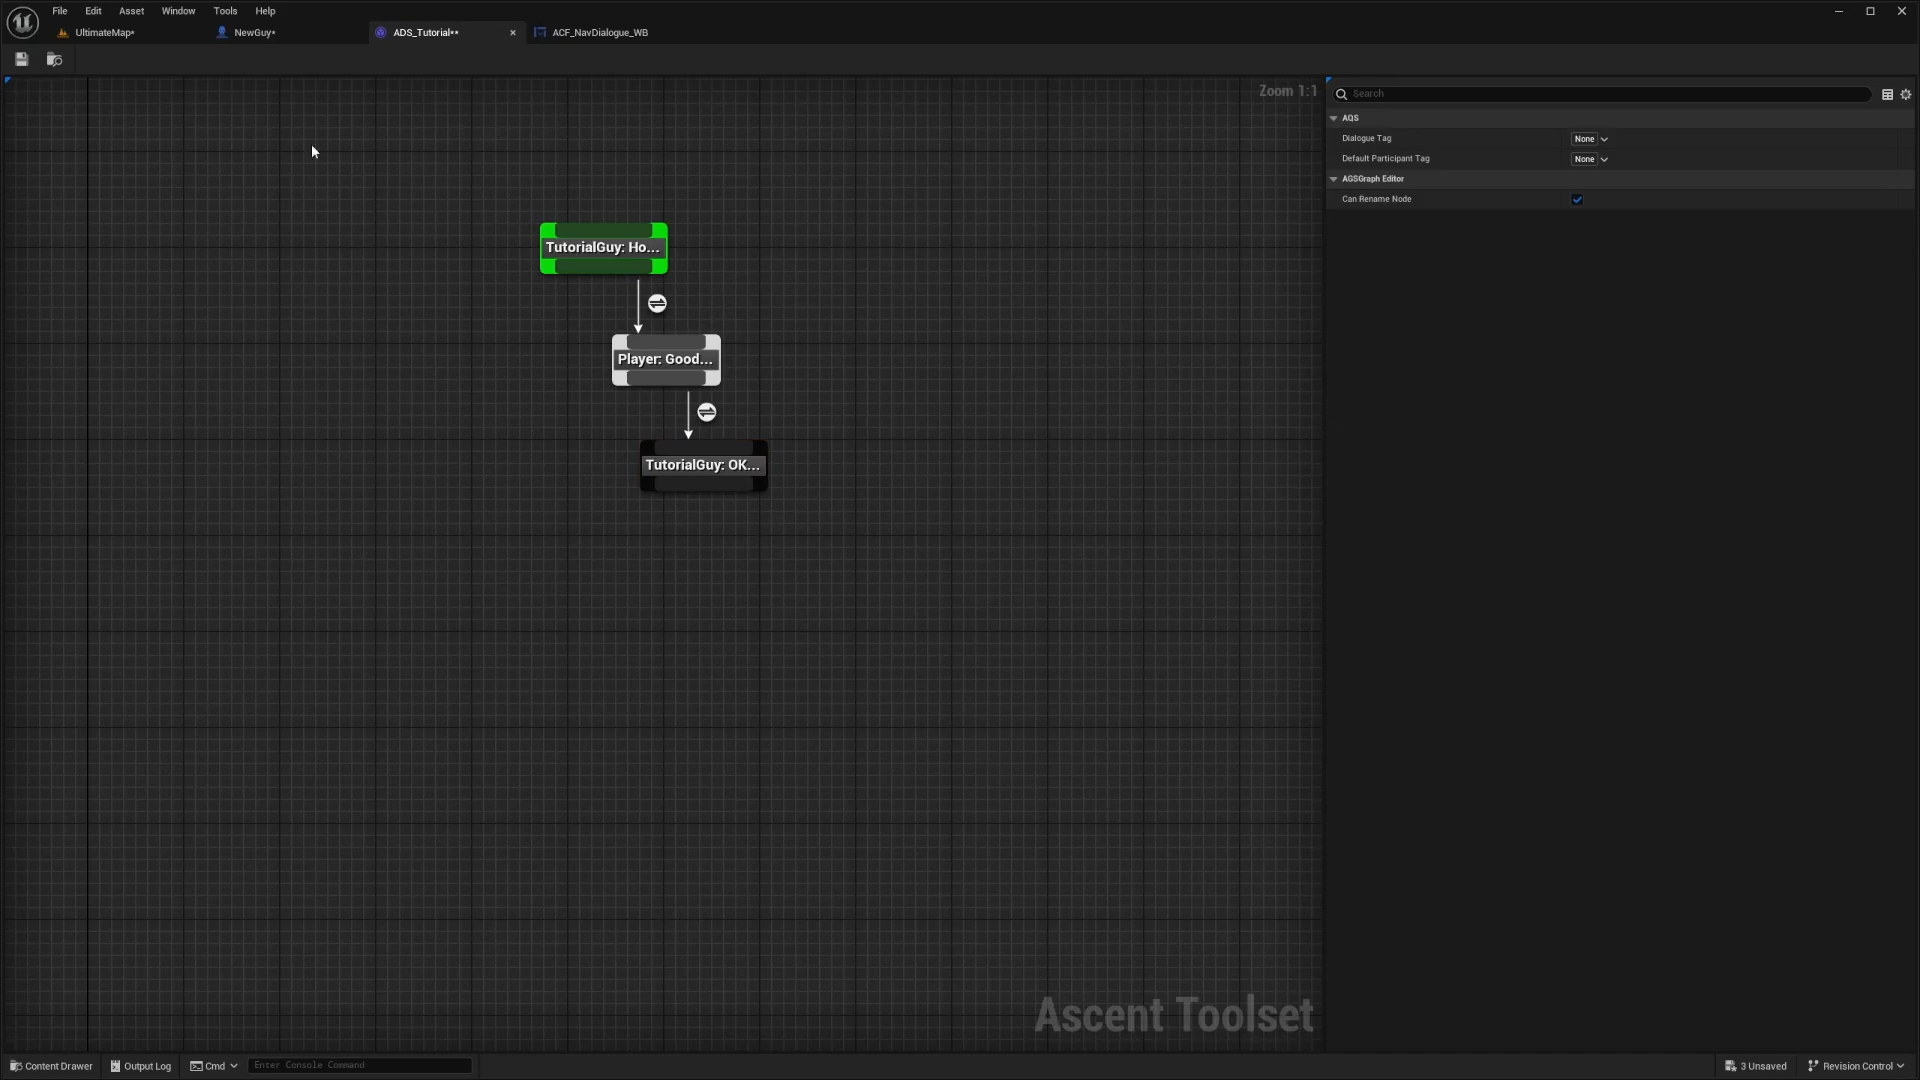 File Edit Asset Window Tools Help
UltimateMap* NewGuy* ADS_Tutorial** ACF_NavDialogue_WB
Zoom 1:1
Search
AQS
Dialogue Tag None
Default Participant Tag None
AGSGraph Editor
Can Rename Node
TutorialGuy: Ho...
Player: Good...
TutorialGuy: OK...
Ascent Toolset
Content Drawer Output Log Cmd Enter Console Command 3 Unsaved Revision Control